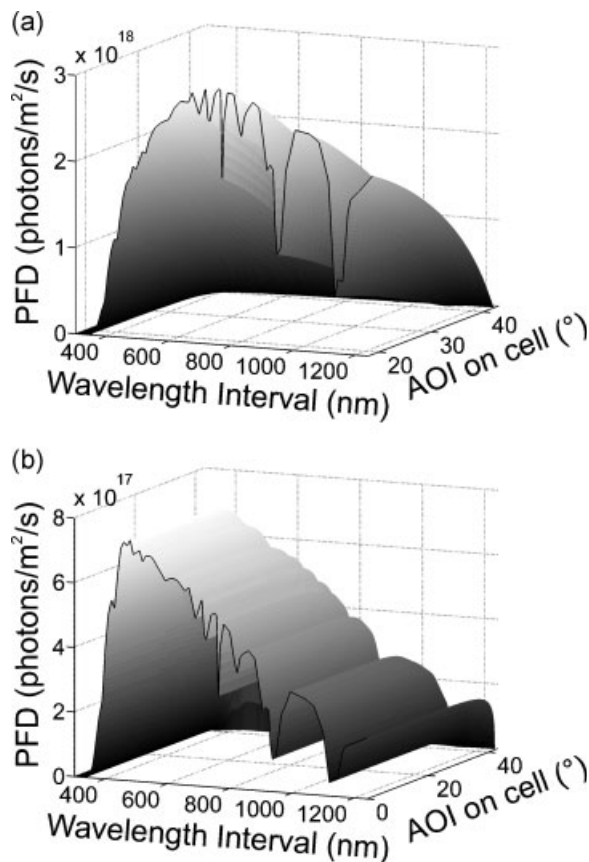 (a)
x 10^18
3
2
1
0
PFD (photons/m²/s)
400 600 800 1000 1200
Wavelength Interval (nm)
20 30 40
AOI on cell (°)
(b)
x 10^17
8
6
4
2
0
PFD (photons/m²/s)
400 600 800 1000 1200
Wavelength Interval (nm)
0 20 40
AOI on cell (°)